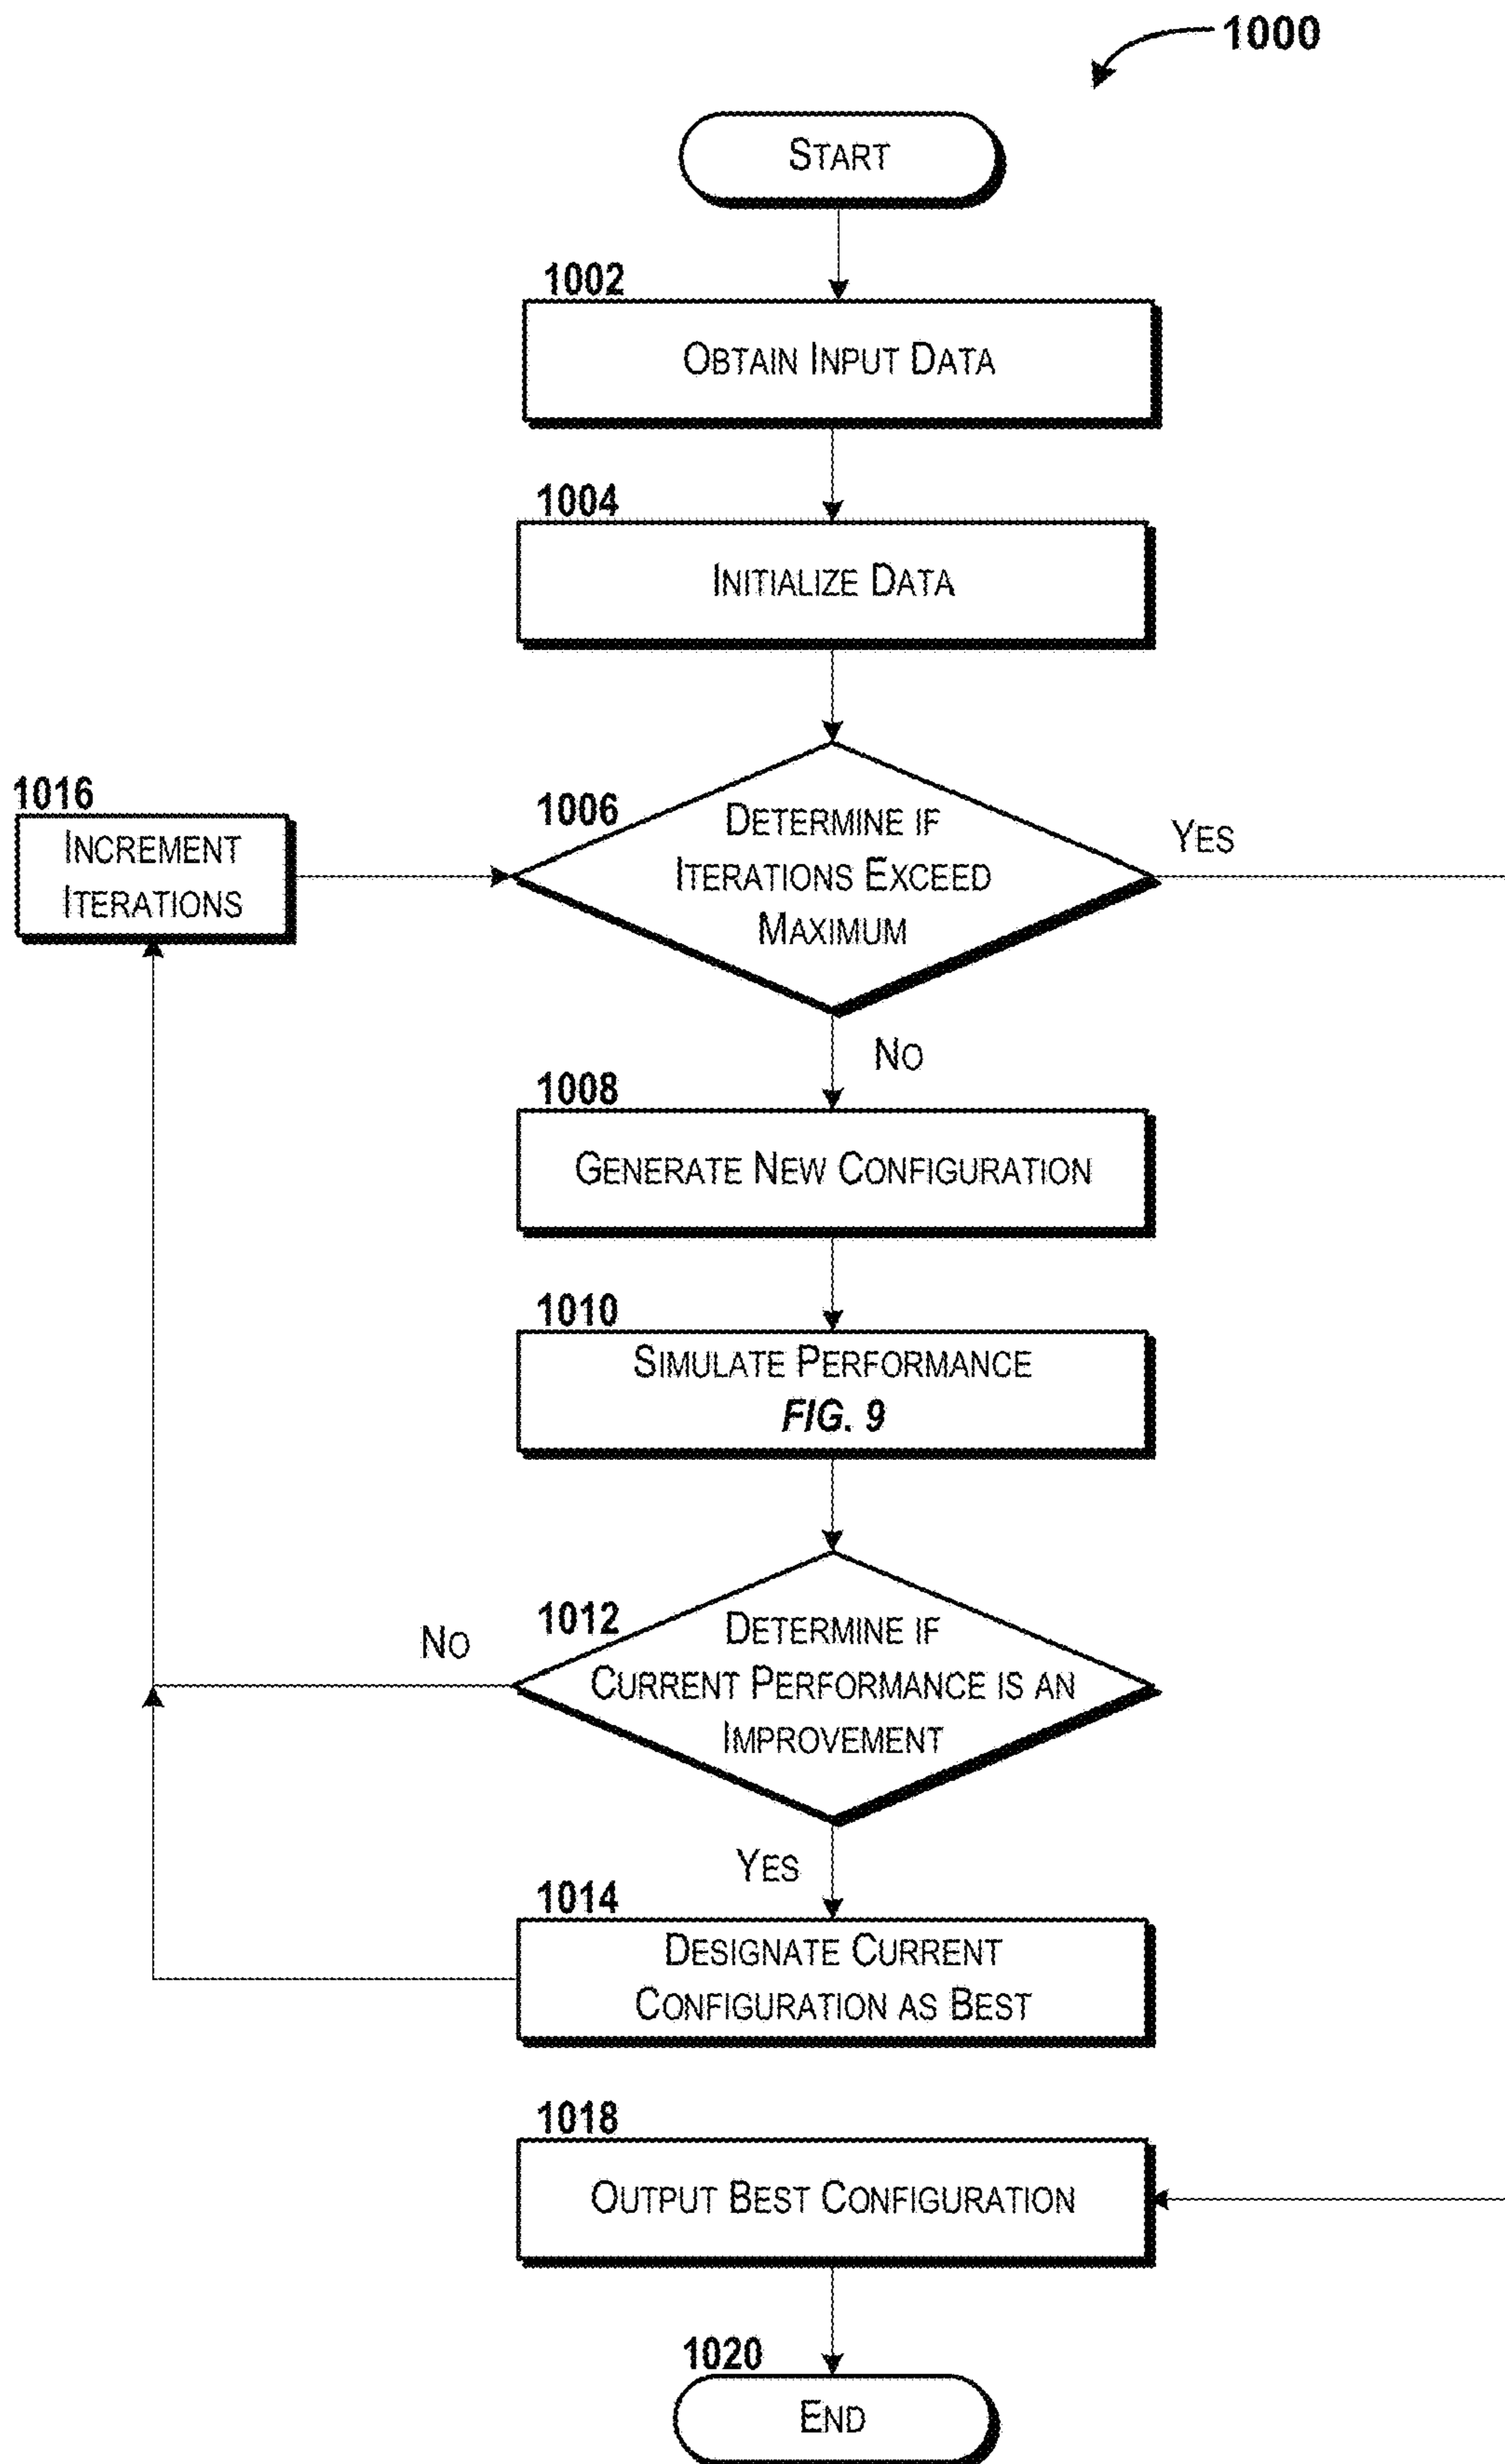 1000
START
1002
OBTAIN INPUT DATA
1004
INITIALIZE DATA
1016
INCREMENT
ITERATIONS
1006
DETERMINE IF
ITERATIONS EXCEED
MAXIMUM
YES
NO
1008
GENERATE NEW CONFIGURATION
1010
SIMULATE PERFORMANCE
FIG. 9
1012
DETERMINE IF
CURRENT PERFORMANCE IS AN
IMPROVEMENT
NO
YES
1014
DESIGNATE CURRENT
CONFIGURATION AS BEST
1018
OUTPUT BEST CONFIGURATION
1020
END